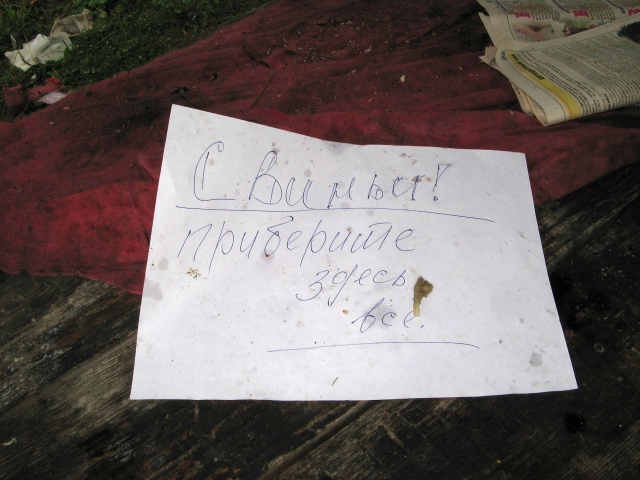 Свиньи!
приберите
здесь
все.